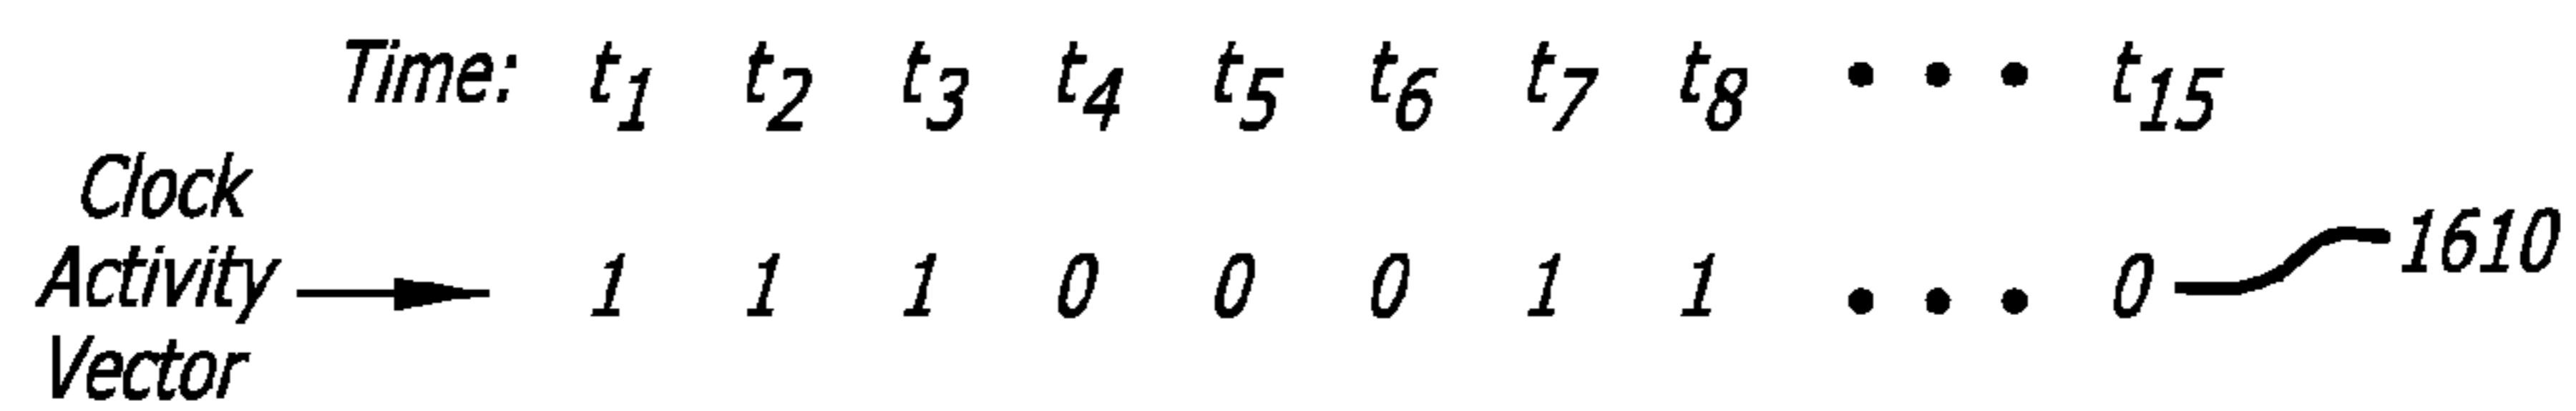 Time: t1 t2 t3 t4 t5 t6 t7 t8 • • • t15
Clock
Activity
Vector
1 1 1 0 0 0 1 1 • • • 0
1610